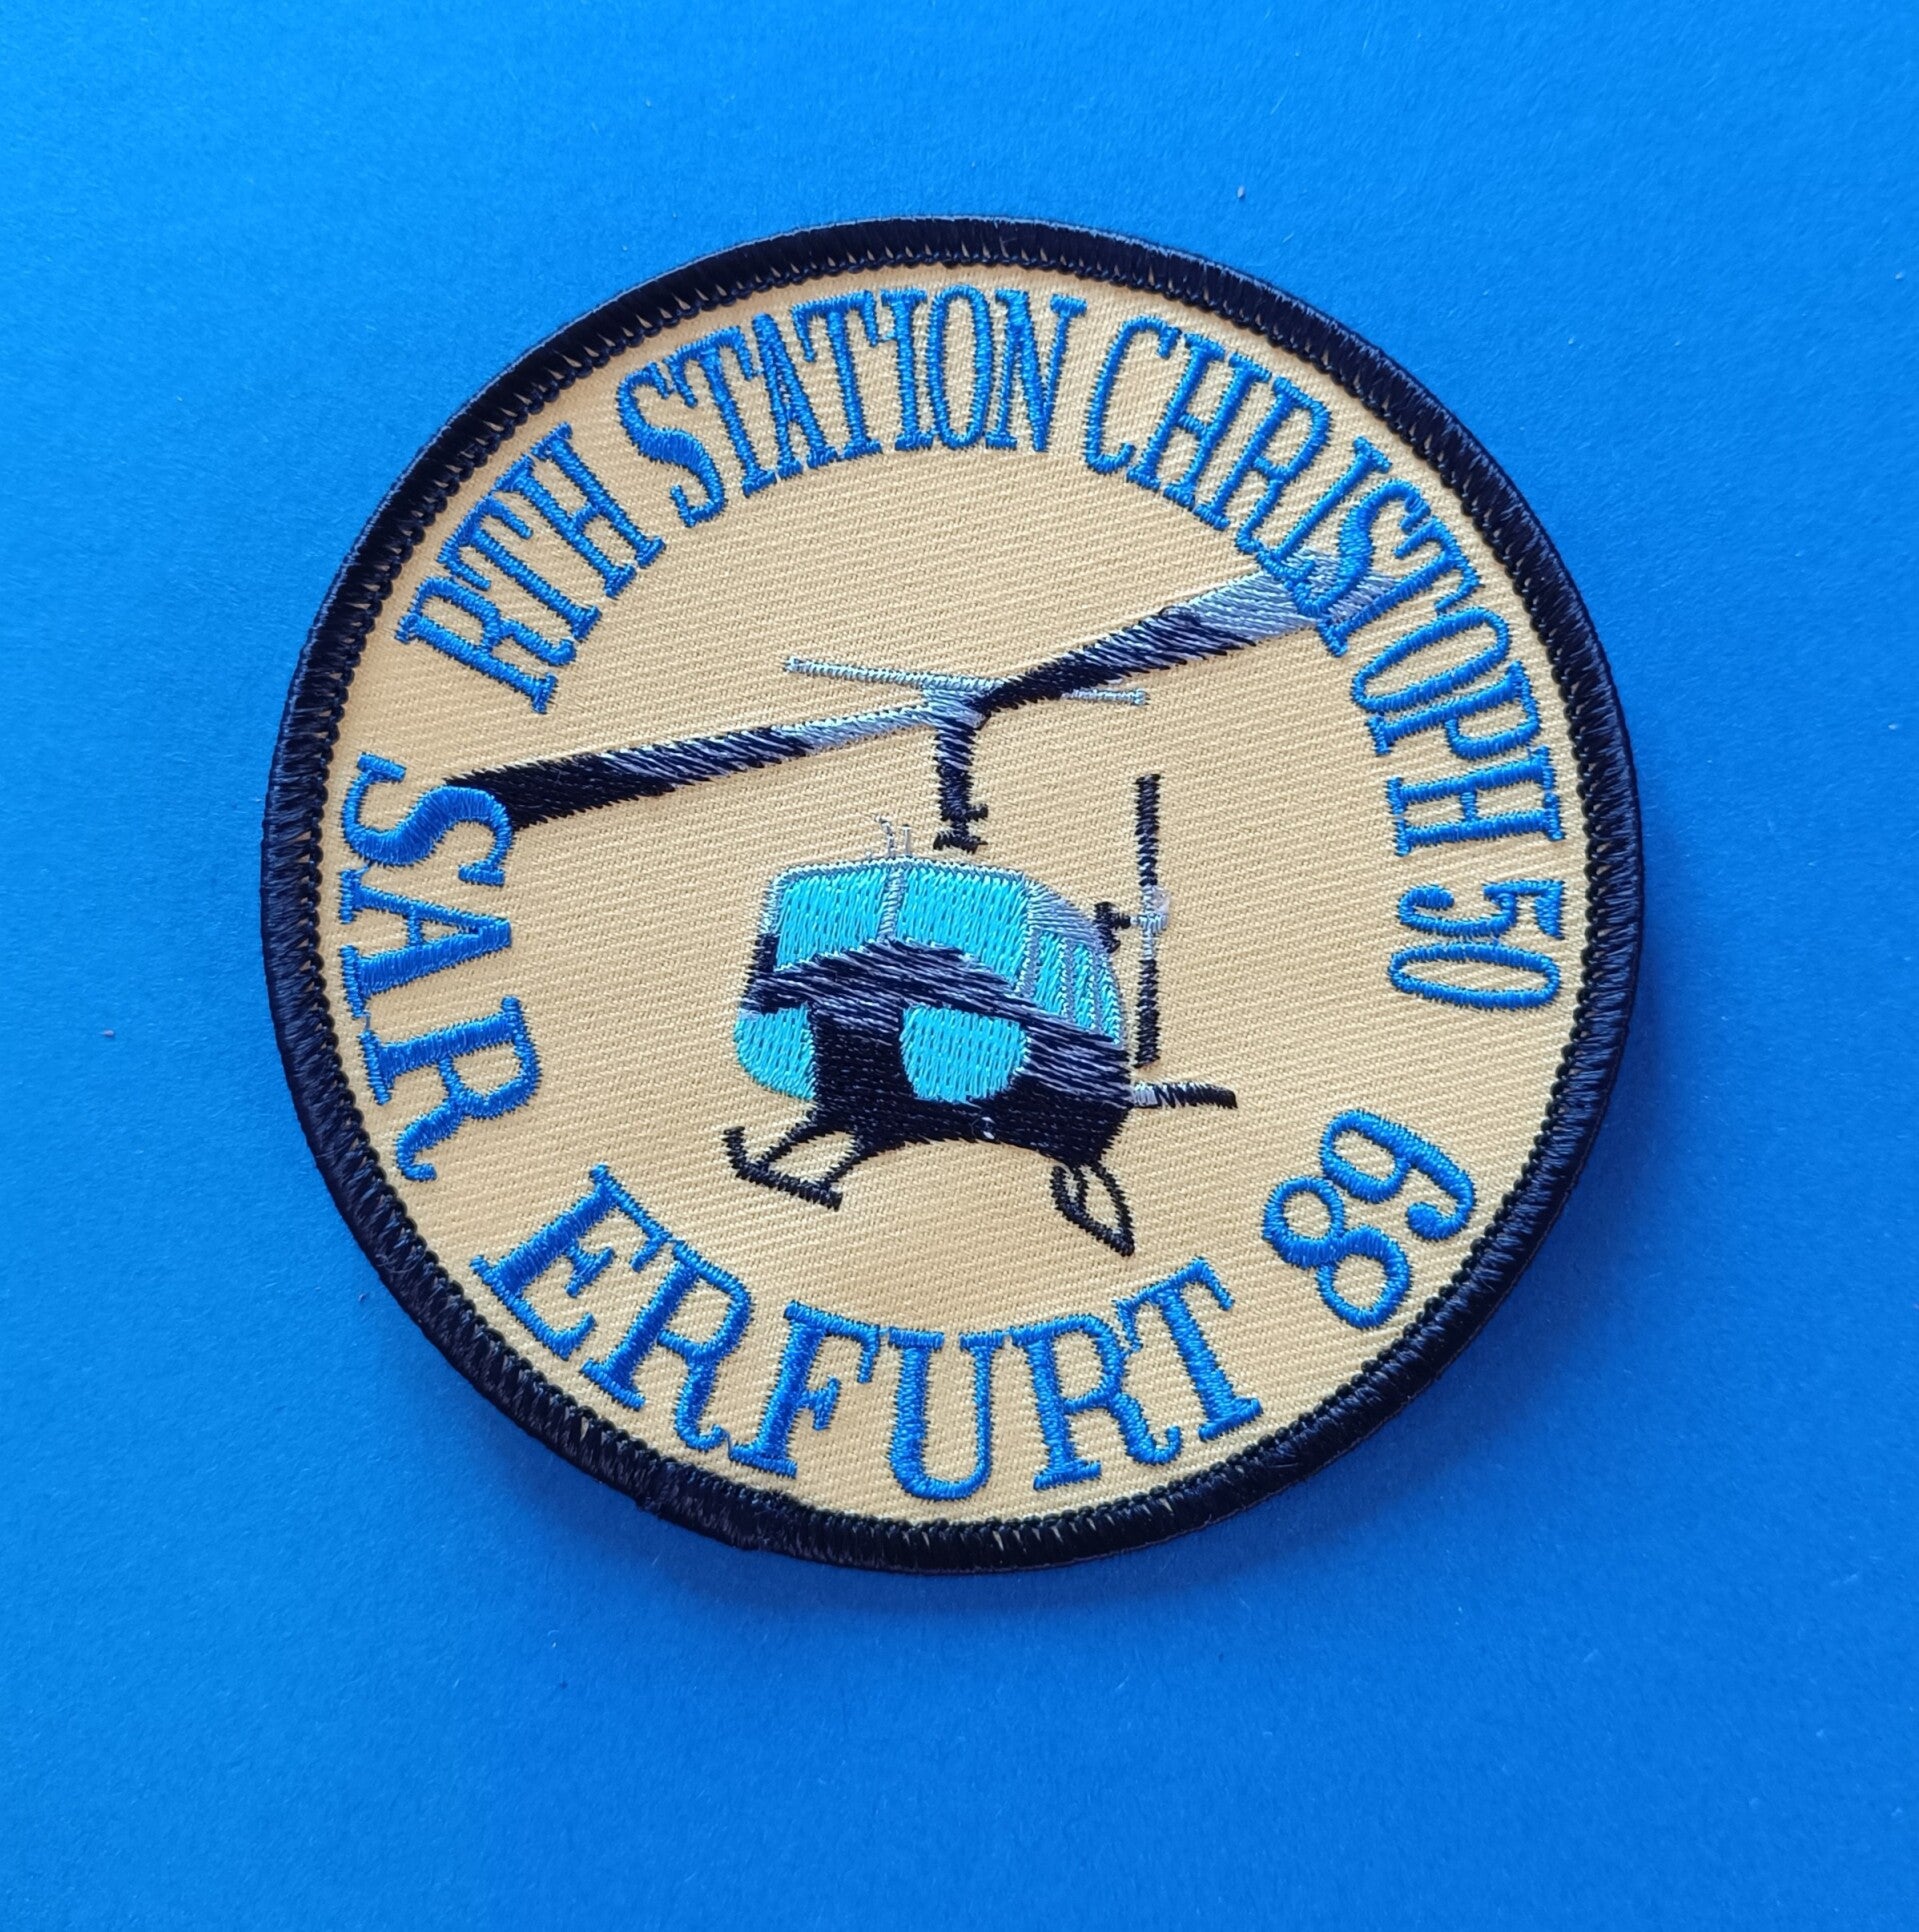 RTH STATION CHRISTOPH 50
SAR ERFURT 89